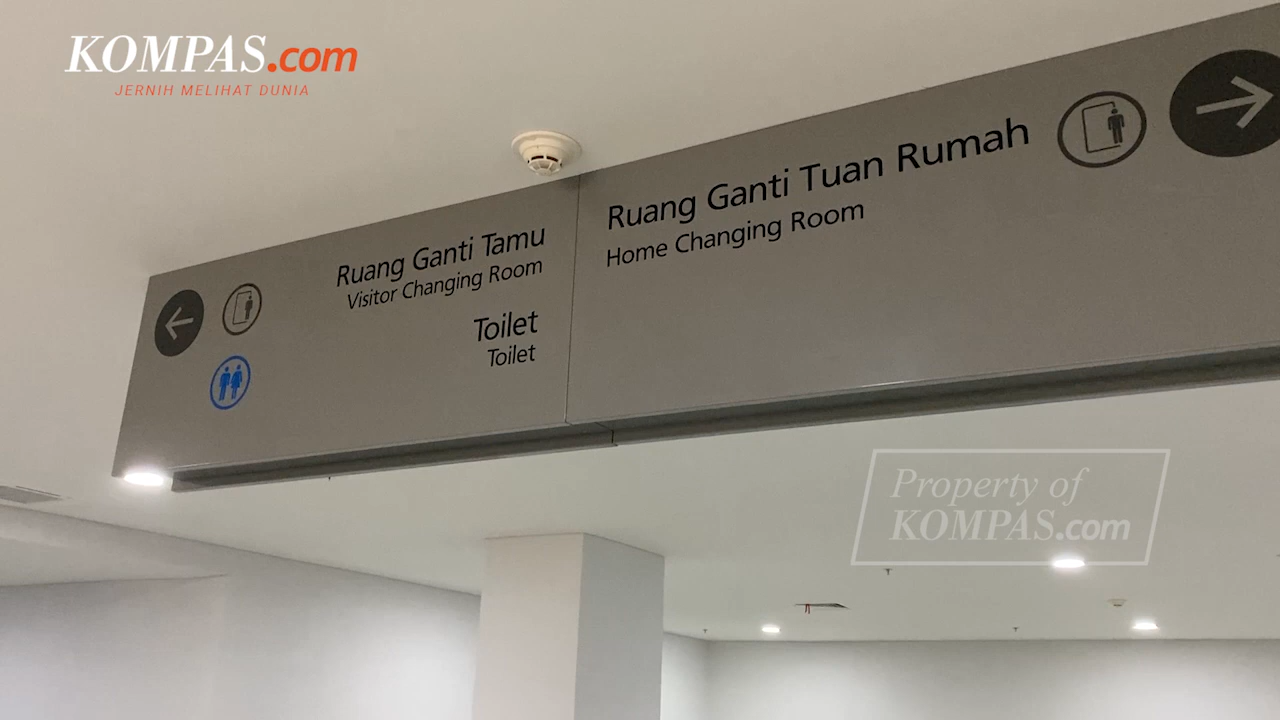 KOMPAS.com
JERNIH MELIHAT DUNIA
Ruang Ganti Tamu
Visitor Changing Room
Toilet
Toilet
Ruang Ganti Tuan Rumah
Home Changing Room
Property of
KOMPAS.com